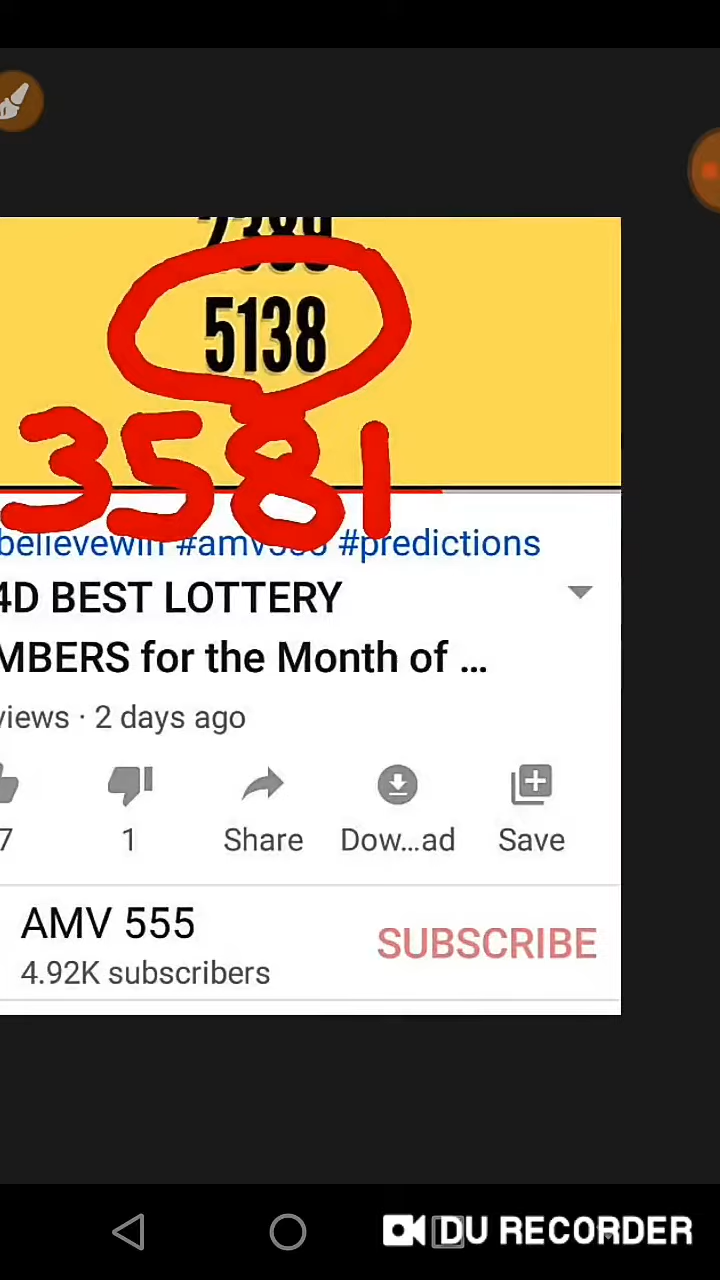 2389
5138
3581
believewin #amv555 #predictions
4D BEST LOTTERY
MBERS for the Month of ...
views · 2 days ago
7
1
Share
Dow...ad
Save
AMV 555
4.92K subscribers
SUBSCRIBE
DU RECORDER